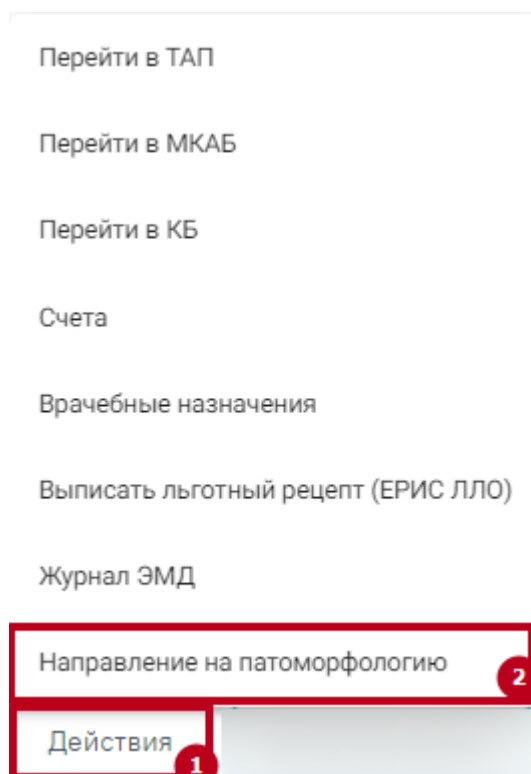 Перейти в ТАП
Перейти в МКАБ
Перейти в КБ
Счета
Врачебные назначения
Выписать льготный рецепт (ЕРИС ЛЛО)
Журнал ЭМД
Направление на патоморфологию
2
Действия
1